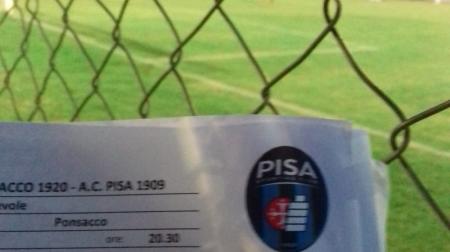 ACCO 1920 - A.C. PISA 1909
evole
Ponsacco
ore: 20.30
PISA